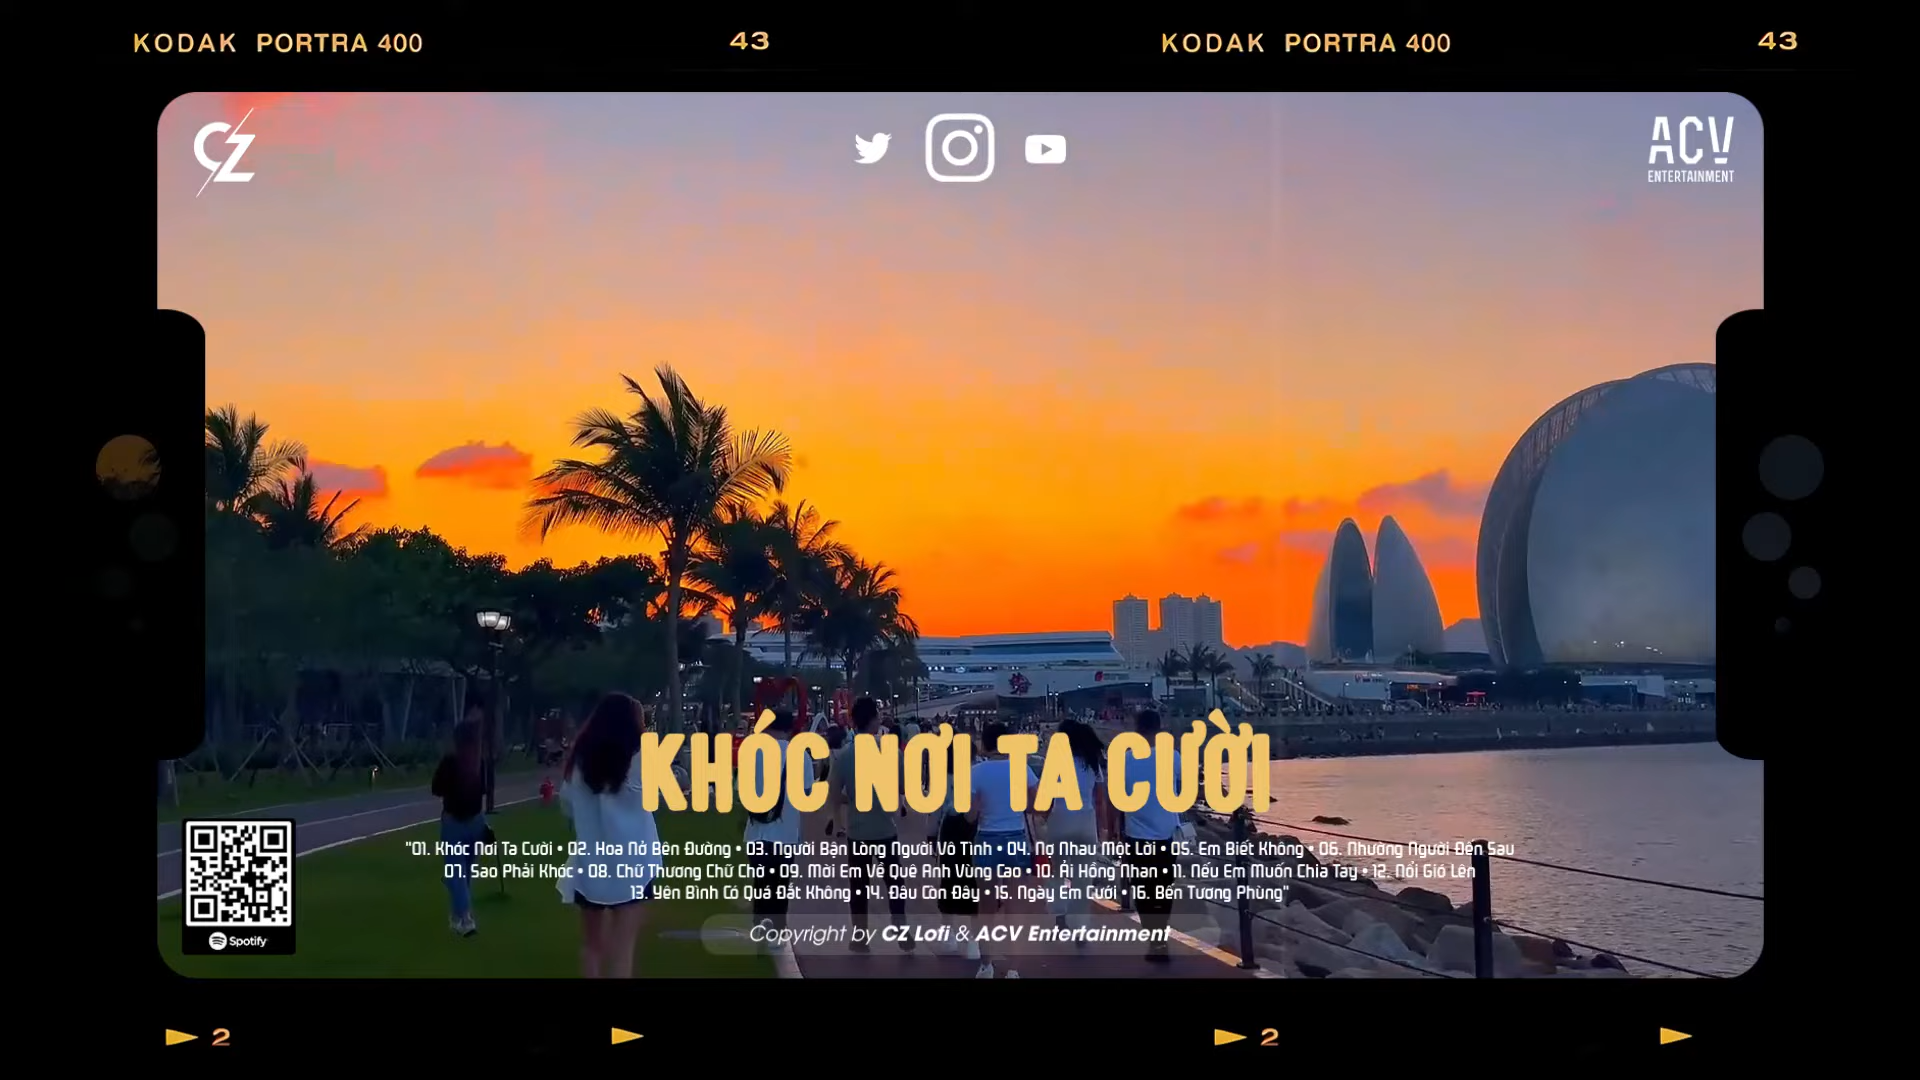 KODAK PORTRA 400 43 KODAK PORTRA 400 43
CZ
ACV
ENTERTAINMENT
KHÓC NƠI TA CƯỜI
"01. Khóc Nơi Ta Cười • 02. Hoa Nở Bên Đường • 03. Người Bận Lòng Người Vô Tình • 04. Nợ Nhau Một Lời • 05. Em Biết Không • 06. Nhường Người Đến Sau
07. Sao Phải Khóc • 08. Chữ Thương Chữ Chờ • 09. Mời Em Về Quê Anh Vùng Cao • 10. Ải Hồng Nhan • 11. Nếu Em Muốn Chia Tay • 12. Nổi Gió Lên
13. Yên Bình Có Quá Đắt Không • 14. Đâu Còn Đây • 15. Ngày Em Cưới • 16. Bến Tương Phùng"
Spotify
Copyright by CZ Lofi & ACV Entertainment
2 2